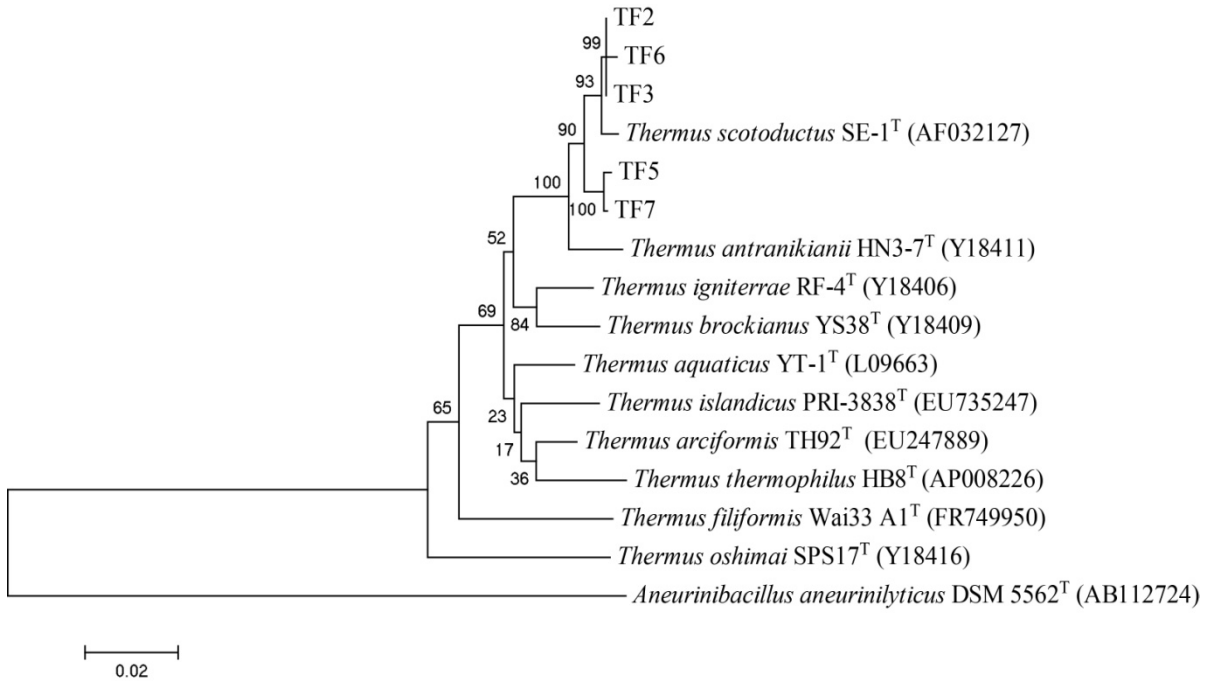 TF2
99
TF6
93
TF3
90
Thermus scotoductus SE-1ᵀ (AF032127)
TF5
100
100
TF7
52
Thermus antranikianii HN3-7ᵀ (Y18411)
Thermus igniterrae RF-4ᵀ (Y18406)
69
84
Thermus brockianus YS38ᵀ (Y18409)
Thermus aquaticus YT-1ᵀ (L09663)
65
23
Thermus islandicus PRI-3838ᵀ (EU735247)
17
Thermus arciformis TH92ᵀ (EU247889)
36
Thermus thermophilus HB8ᵀ (AP008226)
Thermus filiformis Wai33 A1ᵀ (FR749950)
Thermus oshimai SPS17ᵀ (Y18416)
Aneurinibacillus aneurinilyticus DSM 5562ᵀ (AB112724)
0.02